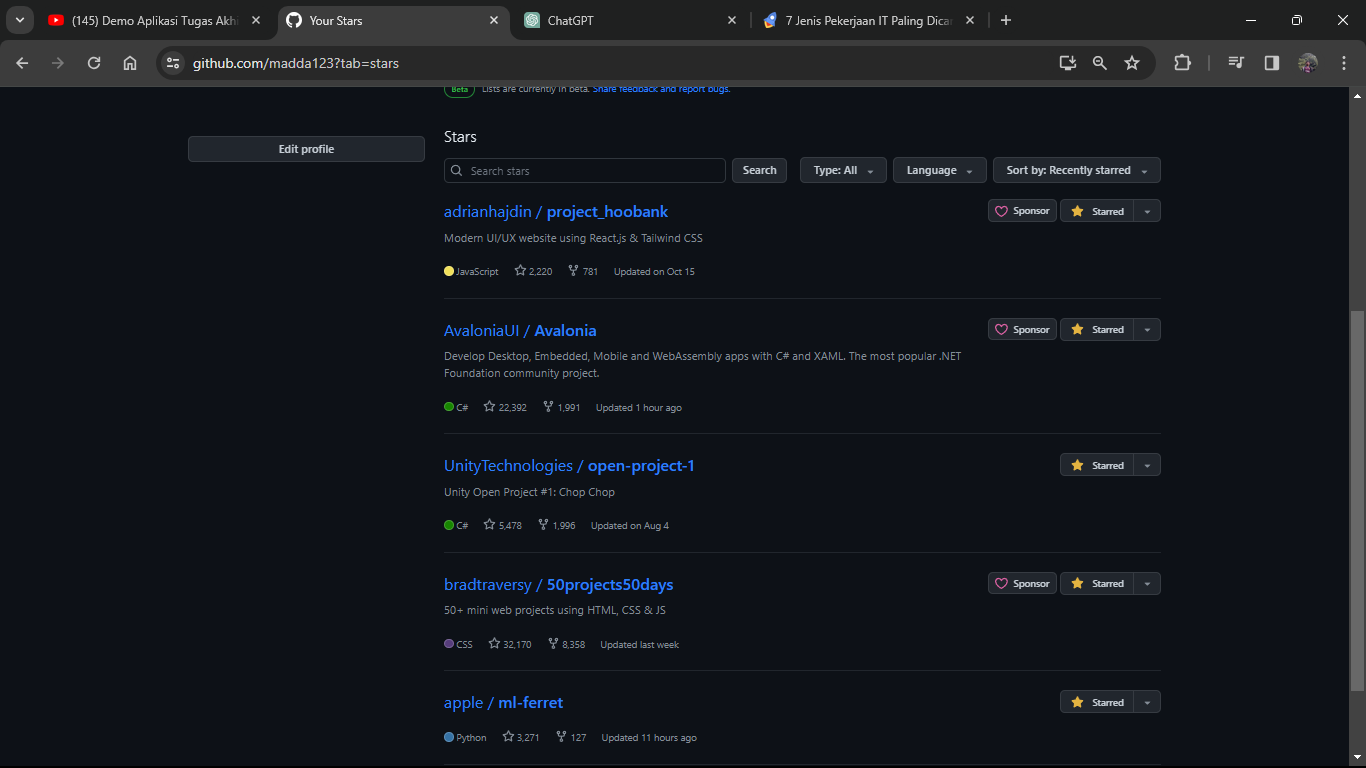 (145) Demo Aplikasi Tugas Akhi
Your Stars
ChatGPT
7 Jenis Pekerjaan IT Paling Dicar
github.com/madda123?tab=stars
Beta Lists are currently in beta. Share feedback and report bugs.
Edit profile
Stars
Search stars
Search
Type: All
Language
Sort by: Recently starred
adrianhajdin / project_hoobank
Sponsor
Starred
Modern UI/UX website using React.js & Tailwind CSS
JavaScript 2,220 781 Updated on Oct 15
AvaloniaUI / Avalonia
Sponsor
Starred
Develop Desktop, Embedded, Mobile and WebAssembly apps with C# and XAML. The most popular .NET
Foundation community project.
C# 22,392 1,991 Updated 1 hour ago
UnityTechnologies / open-project-1
Starred
Unity Open Project #1: Chop Chop
C# 5,478 1,996 Updated on Aug 4
bradtraversy / 50projects50days
Sponsor
Starred
50+ mini web projects using HTML, CSS & JS
CSS 32,170 8,358 Updated last week
apple / ml-ferret
Starred
Python 3,271 127 Updated 11 hours ago